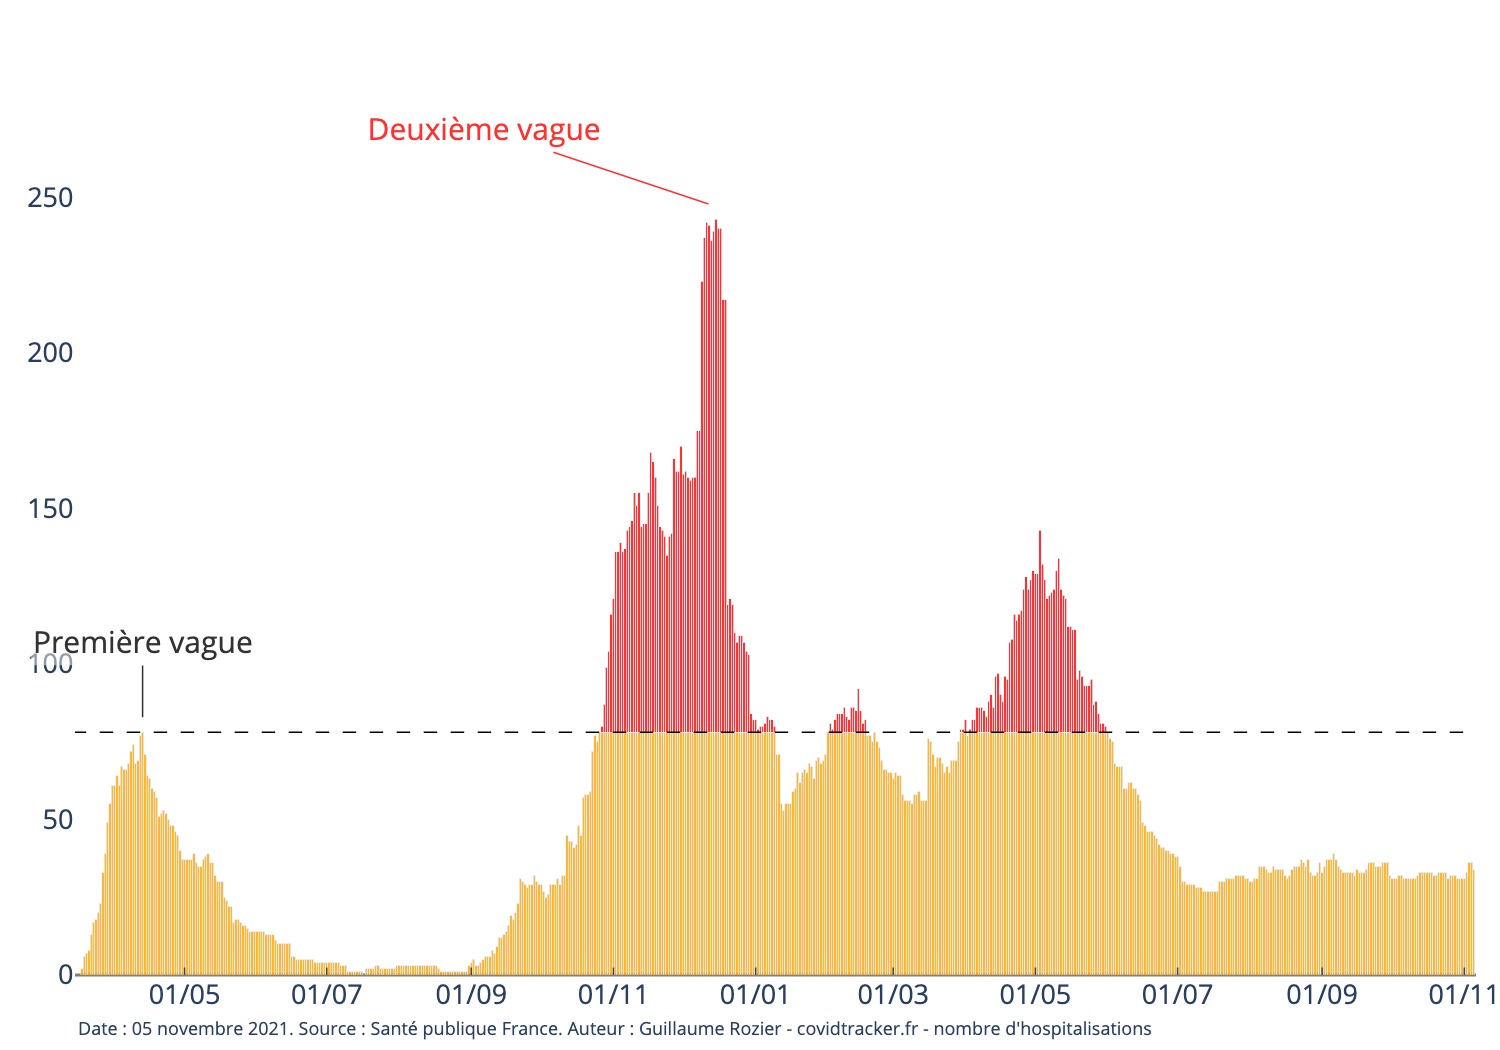 Deuxième vague
250
200
150
Première vague
100
50
0
01/05 01/07 01/09 01/11 01/01 01/03 01/05 01/07 01/09 01/11
Date : 05 novembre 2021. Source : Santé publique France. Auteur : Guillaume Rozier - covidtracker.fr - nombre d'hospitalisations